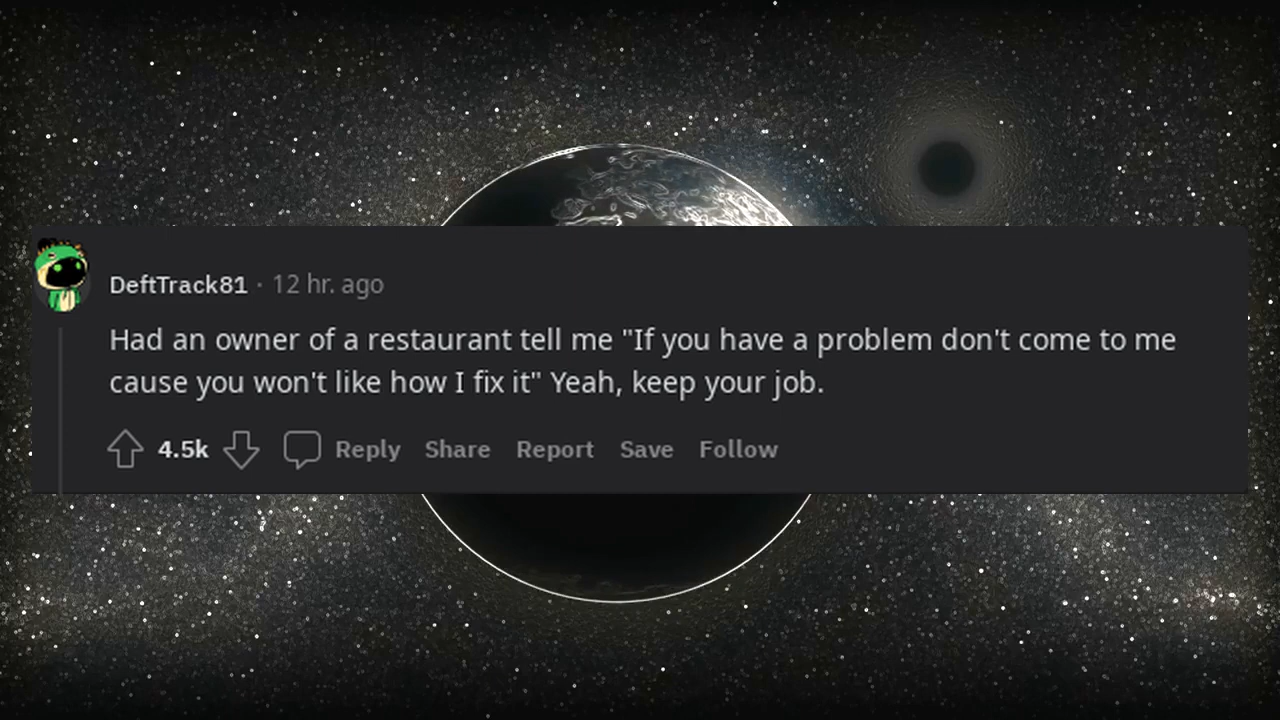 DeftTrack81 · 12 hr. ago
Had an owner of a restaurant tell me "If you have a problem don't come to me
cause you won't like how I fix it" Yeah, keep your job.
4.5k Reply Share Report Save Follow